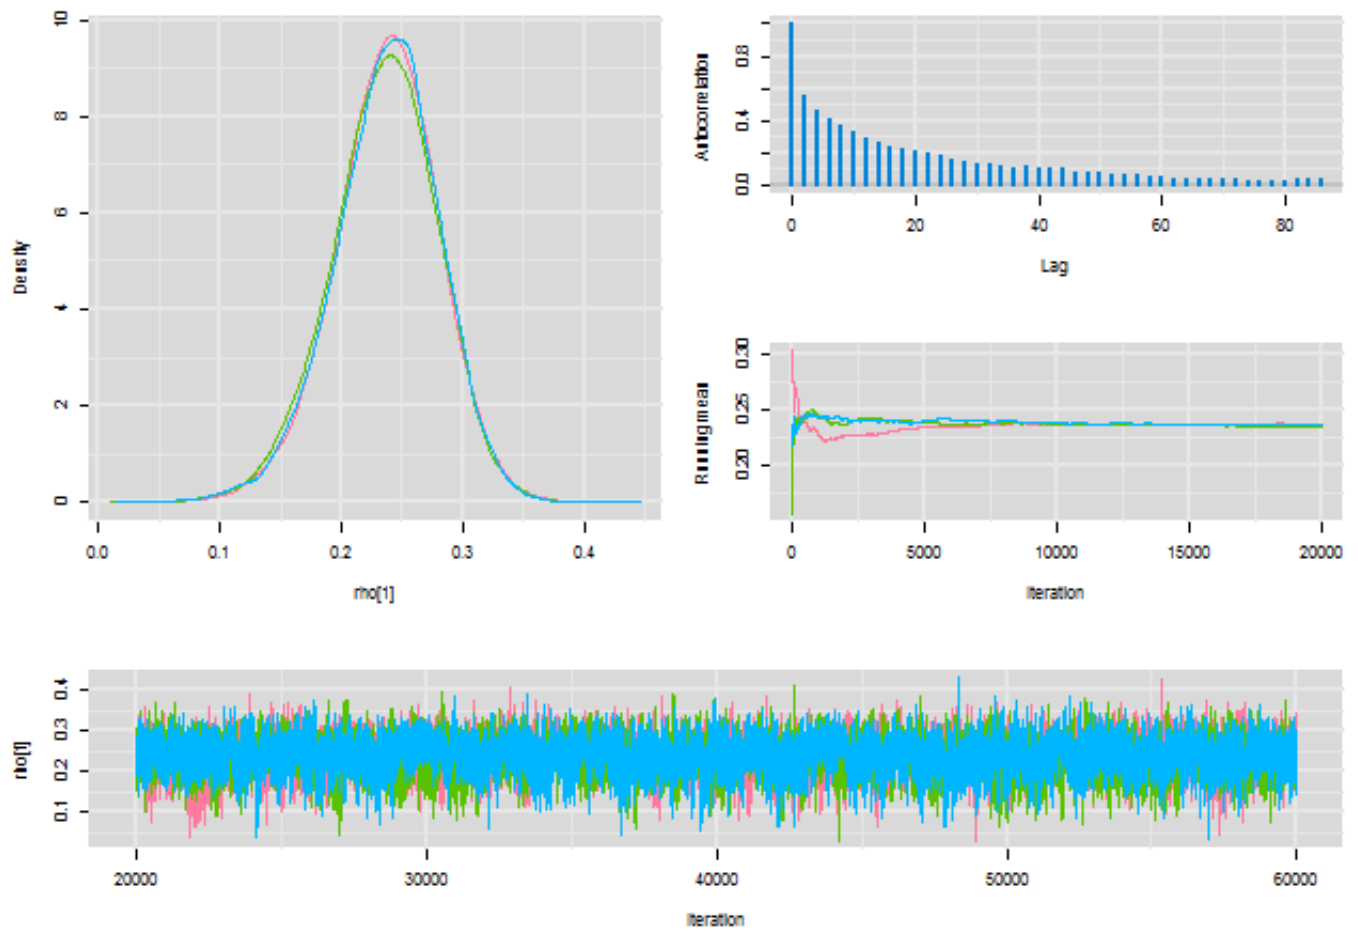 Density
10
8
6
4
2
0
0.0 0.1 0.2 0.3 0.4
rho[1]
Autocorrelation
0.8
0.4
0.0
0 20 40 60 80
Lag
Running mean
0.30
0.25
0.20
0 5000 10000 15000 20000
Iteration
rho[1]
0.4
0.3
0.2
0.1
20000 30000 40000 50000 60000
Iteration